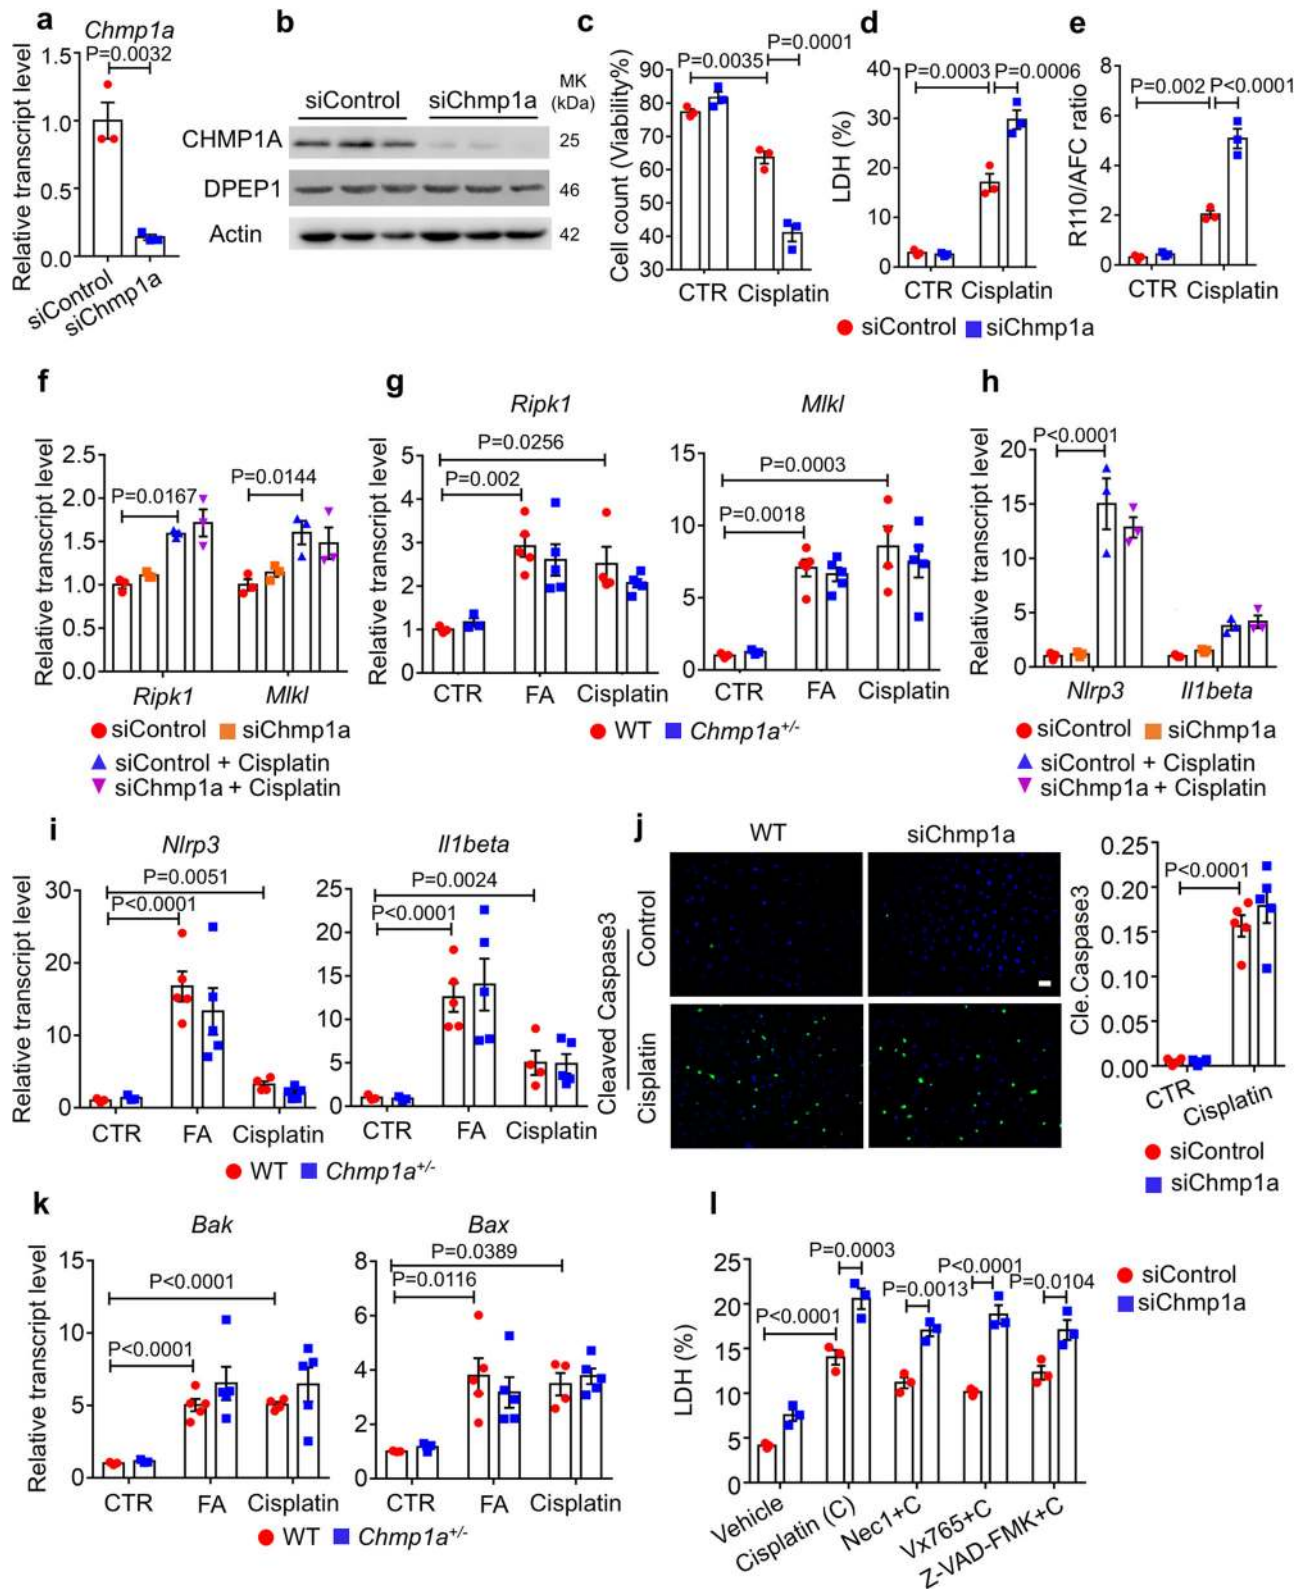 a
Chmp1a
P=0.0032
Relative transcript level
1.5
1.0
0.5
0.0
siControl
siChmp1a
b
siControl
siChmp1a
MK
(kDa)
CHMP1A
25
DPEP1
46
Actin
42
c
P=0.0001
P=0.0035
Cell count (Viability%)
90
80
70
60
50
40
30
CTR
Cisplatin
d
P=0.0003
P=0.0006
LDH (%)
40
30
20
10
0
CTR
Cisplatin
e
P=0.002
P<0.0001
R110/AFC ratio
8
6
4
2
0
CTR
Cisplatin
siControl
siChmp1a
f
Relative transcript level
2.5
2.0
1.5
1.0
0.5
0.0
P=0.0167
P=0.0144
Ripk1
Mlkl
siControl
siChmp1a
siControl + Cisplatin
siChmp1a + Cisplatin
g
Ripk1
Relative transcript level
5
4
3
2
1
0
P=0.0256
P=0.002
CTR
FA
Cisplatin
Mlkl
15
10
5
0
P=0.0003
P=0.0018
CTR
FA
Cisplatin
WT
Chmp1a+/-
h
Relative transcript level
20
15
10
5
0
P<0.0001
Nlrp3
Il1beta
siControl
siChmp1a
siControl + Cisplatin
siChmp1a + Cisplatin
i
Nlrp3
Relative transcript level
30
20
10
0
P=0.0051
P<0.0001
CTR
FA
Cisplatin
Il1beta
25
20
15
10
5
0
P=0.0024
P<0.0001
CTR
FA
Cisplatin
WT
Chmp1a+/-
j
WT
siChmp1a
Cleaved Caspase3
Control
Cisplatin
Cle.Caspase3
0.25
0.20
0.15
0.10
0.05
0.00
P<0.0001
CTR
Cisplatin
siControl
siChmp1a
k
Bak
Relative transcript level
15
10
5
0
P<0.0001
P<0.0001
CTR
FA
Cisplatin
Bax
8
6
4
2
0
P=0.0389
P=0.0116
CTR
FA
Cisplatin
WT
Chmp1a+/-
l
LDH (%)
25
20
15
10
5
0
P<0.0001
P=0.0003
P=0.0013
P<0.0001
P=0.0104
Vehicle
Cisplatin (C)
Nec1+C
Vx765+C
Z-VAD-FMK+C
siControl
siChmp1a